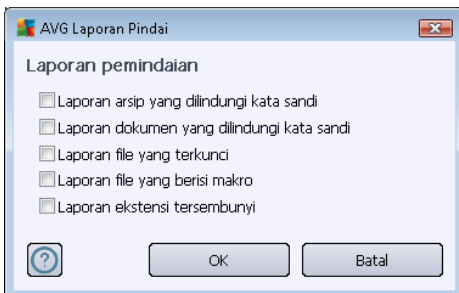 AVG Laporan Pindai
Laporan pemindaian
Laporan arsip yang dilindungi kata sandi
Laporan dokumen yang dilindungi kata sandi
Laporan file yang terkunci
Laporan file yang berisi makro
Laporan ekstensi tersembunyi
? OK Batal